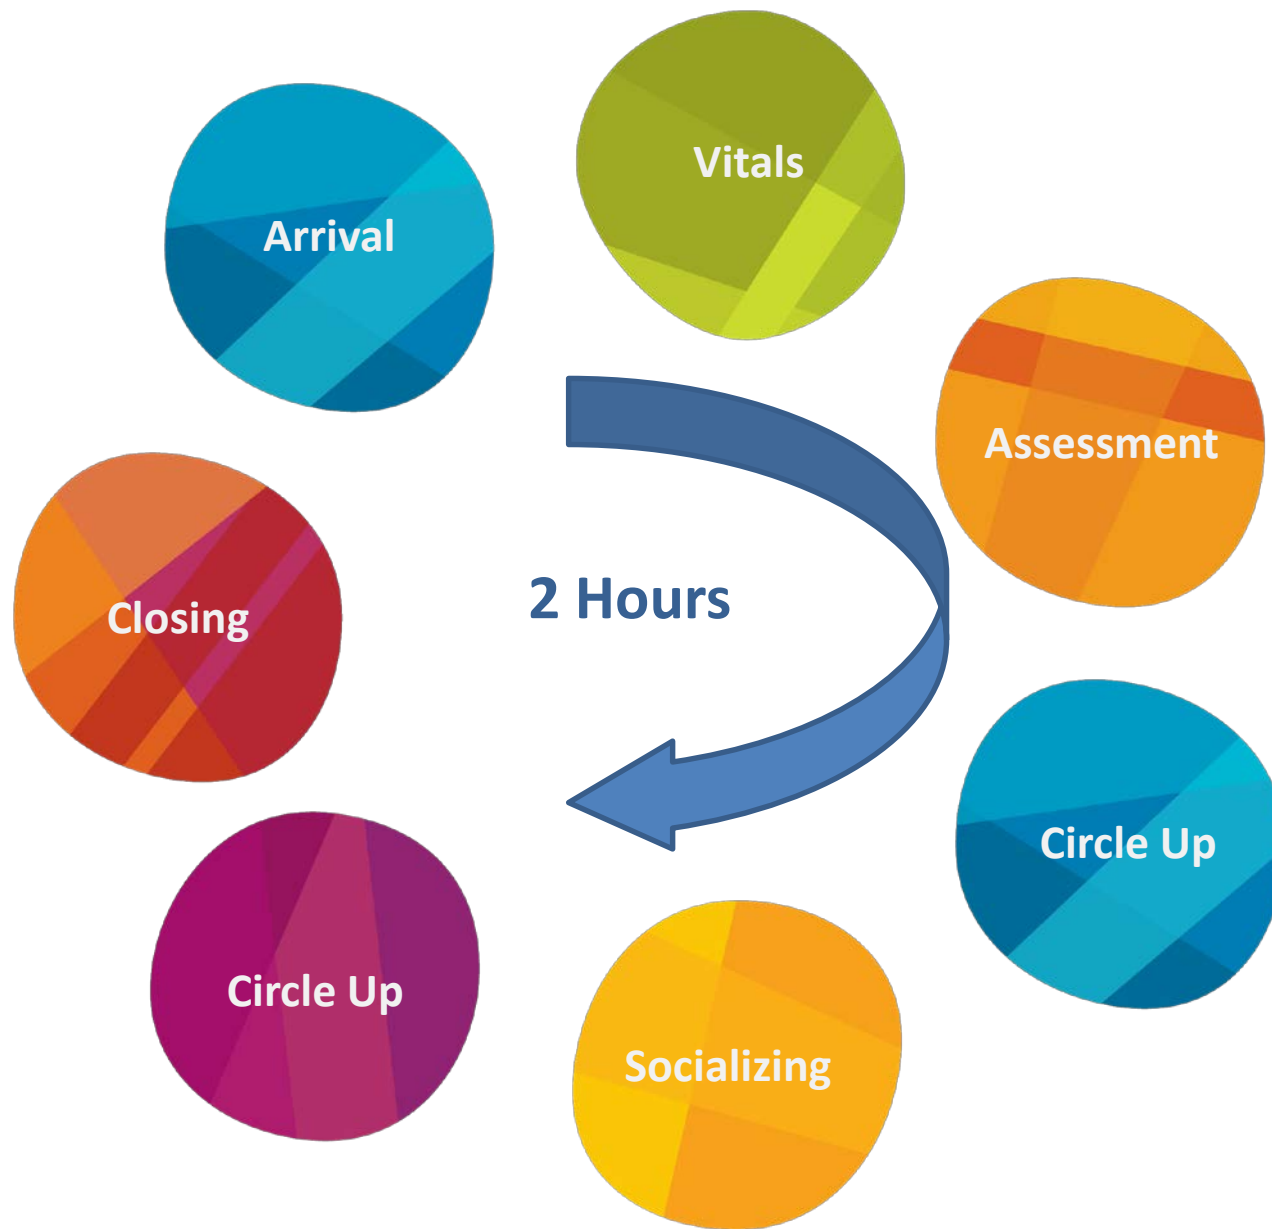 Arrival
Vitals
Assessment
Circle Up
Socializing
Circle Up
Closing
2 Hours